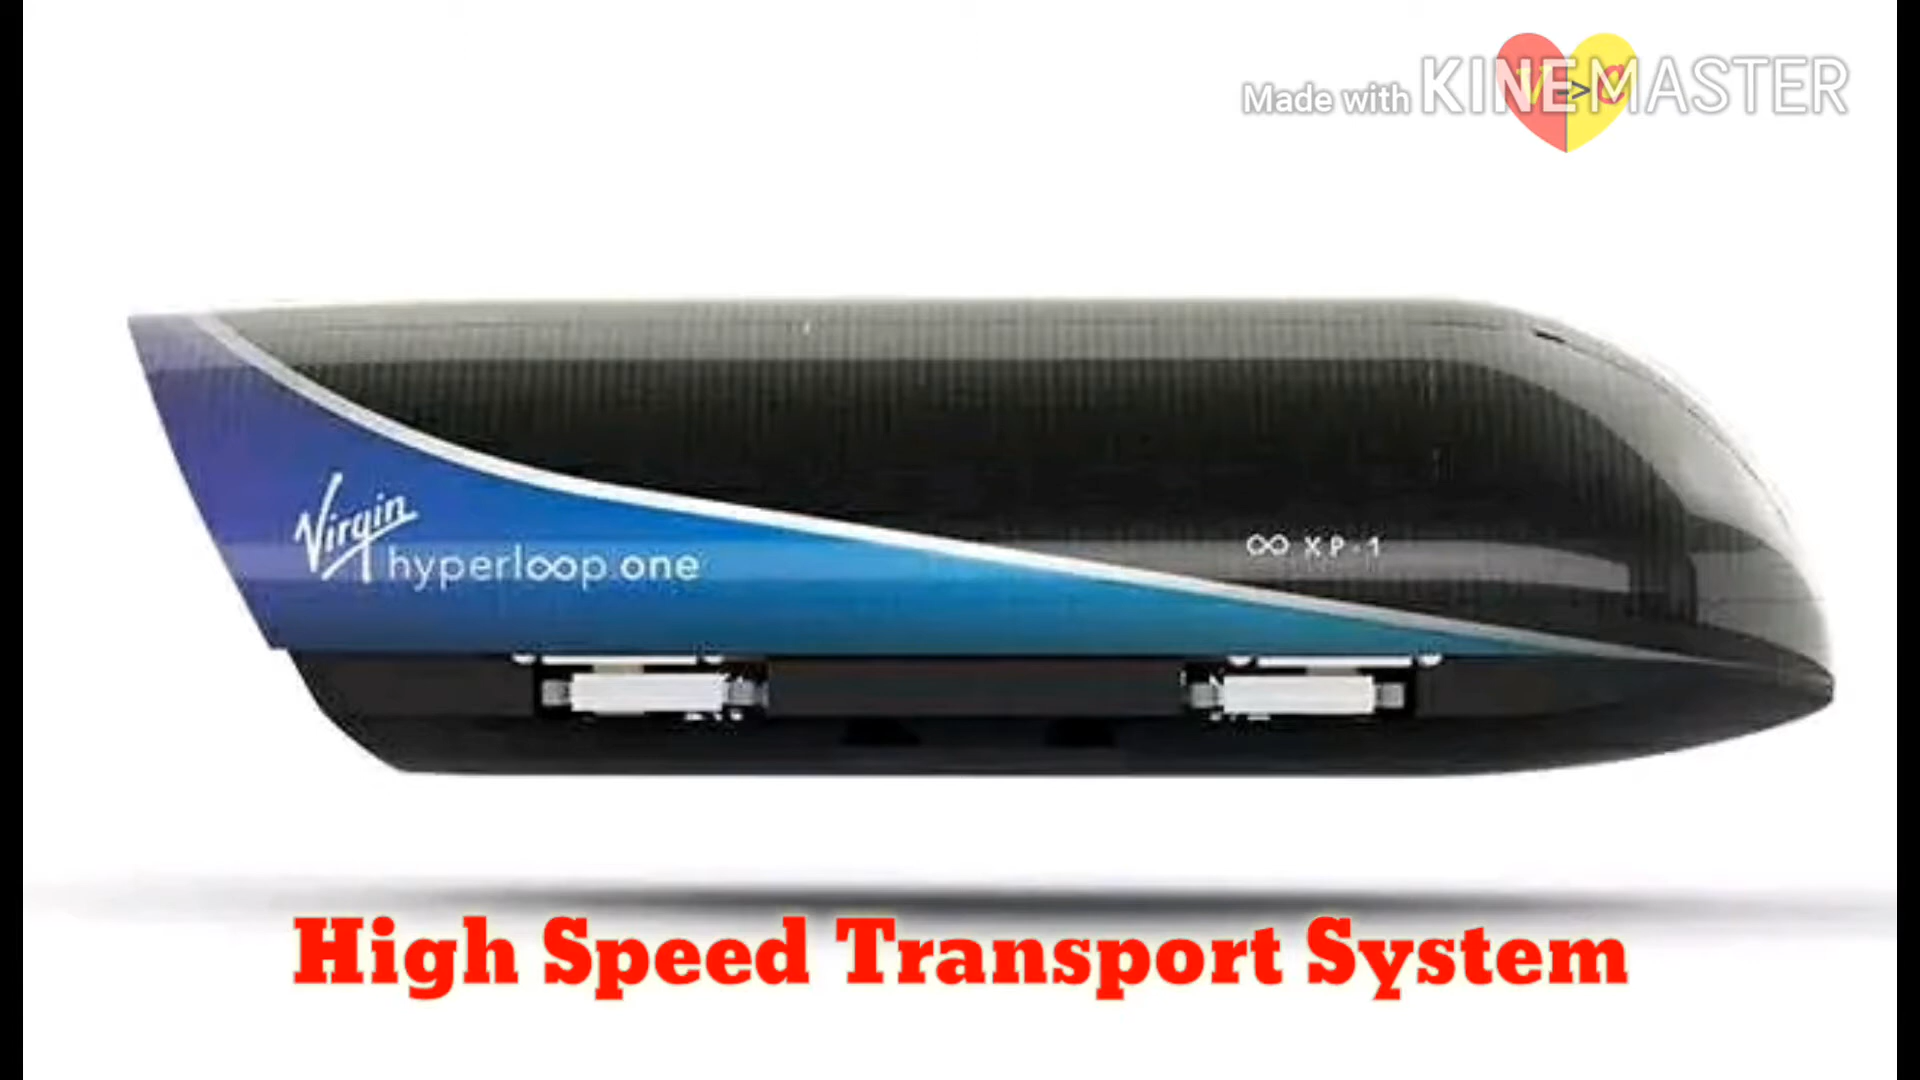 Made with KINEMASTER
V->C
Virgin
hyperloop one
XP-1
High Speed Transport System